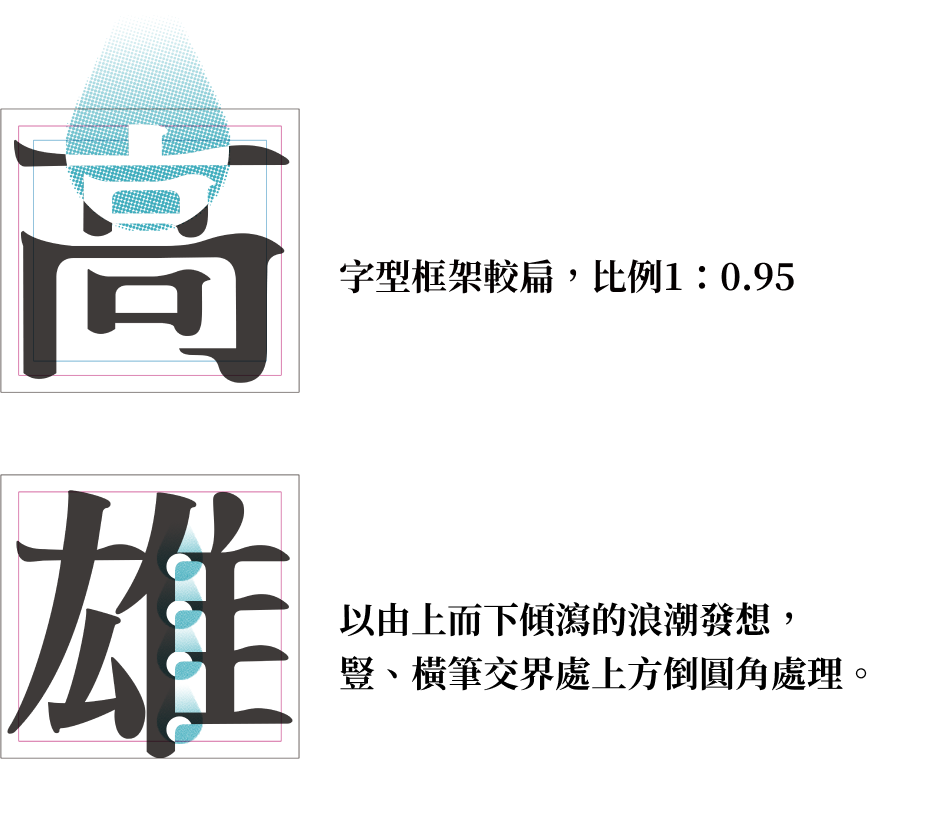 高
字型框架較扁，比例1：0.95
雄
以由上而下傾瀉的浪潮發想，
豎、橫筆交界處上方倒圓角處理。